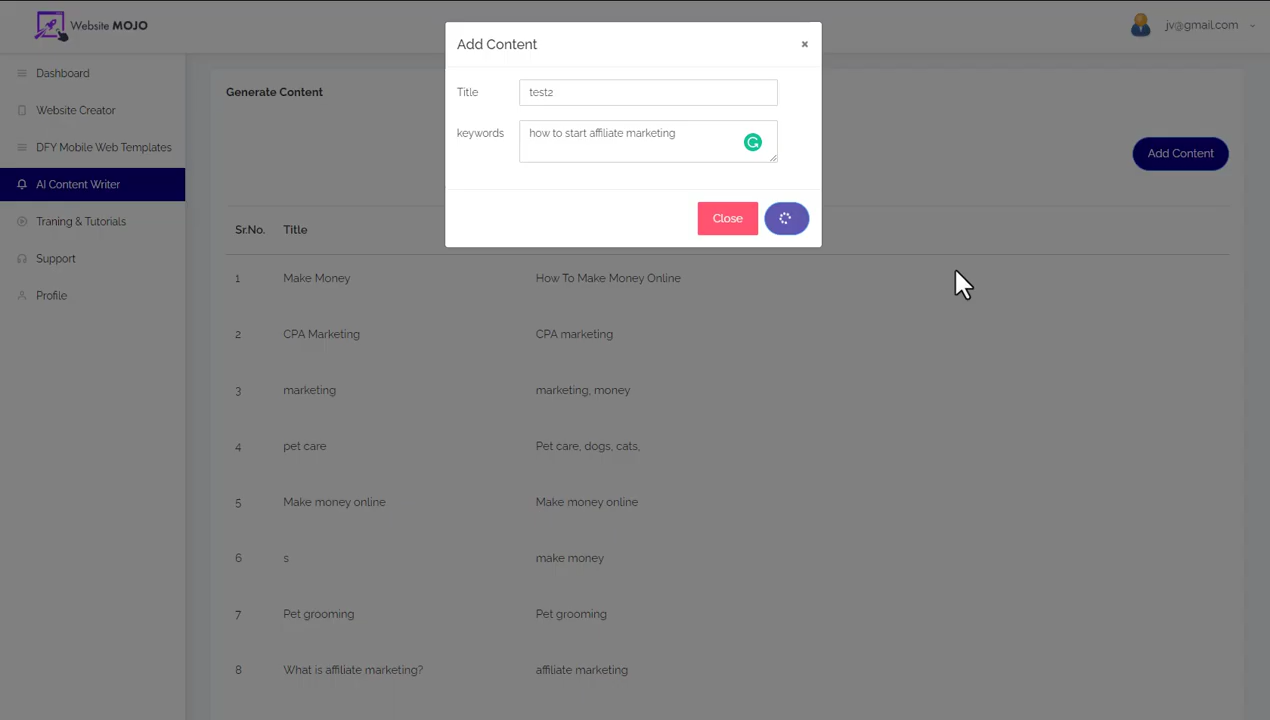 Website MOJO
jv@gmail.com
Dashboard
Website Creator
DFY Mobile Web Templates
AI Content Writer
Traning & Tutorials
Support
Profile
Generate Content
Add Content
Add Content
×
Title
test2
keywords
how to start affiliate marketing
Close
Sr.No. Title
1 Make Money How To Make Money Online
2 CPA Marketing CPA marketing
3 marketing marketing, money
4 pet care Pet care, dogs, cats,
5 Make money online Make money online
6 s make money
7 Pet grooming Pet grooming
8 What is affiliate marketing? affiliate marketing